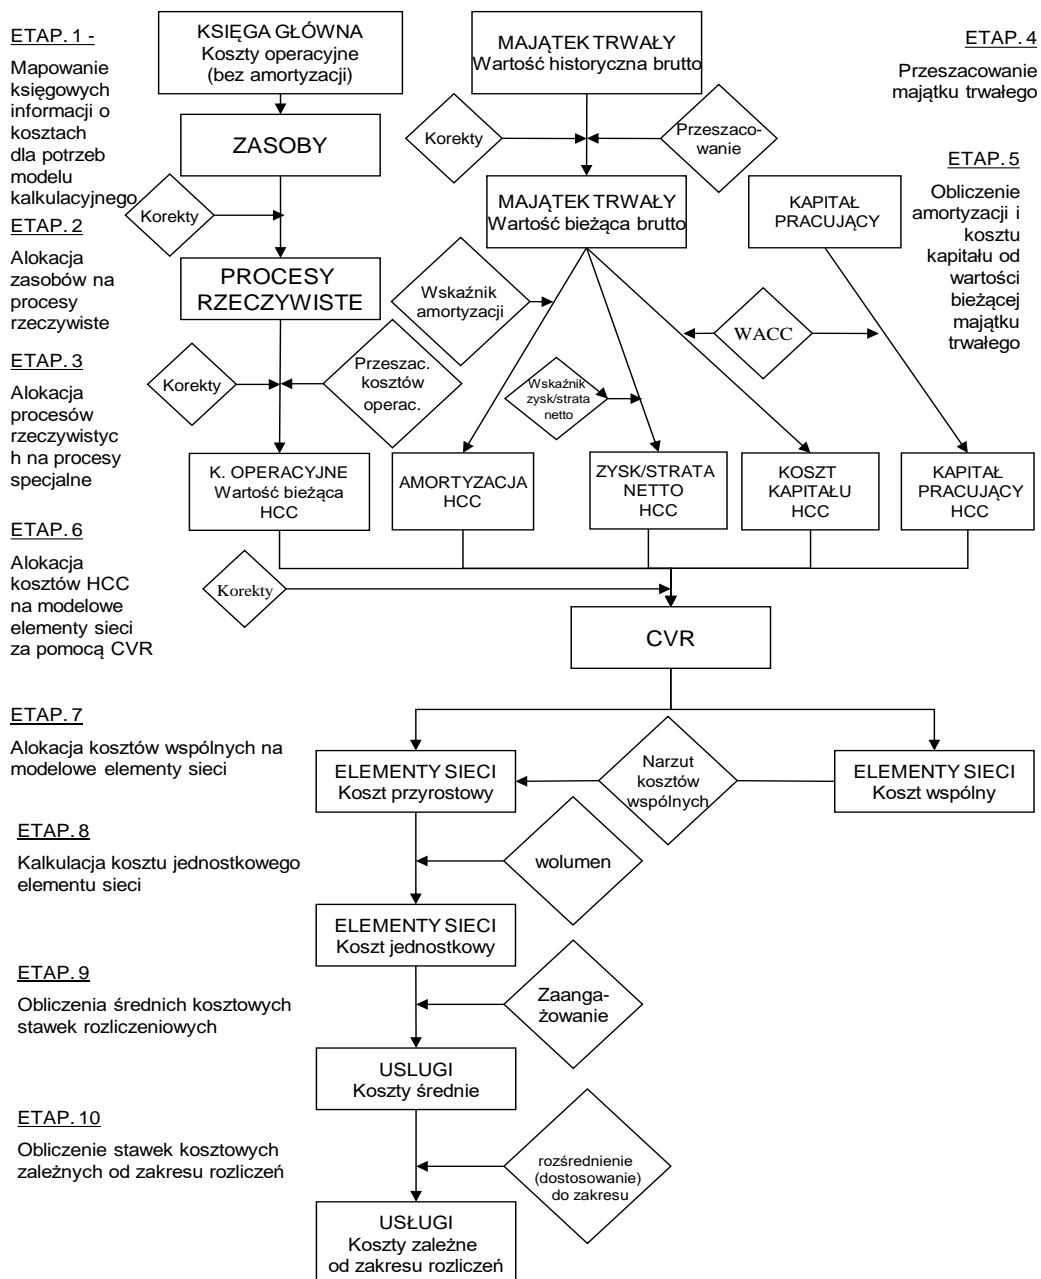 ETAP. 1 -
Mapowanie
księgowych
informacji o
kosztach
dla potrzeb
modelu
kalkulacyjnego
ETAP. 2
Alokacja
zasobów na
procesy
rzeczywiste
ETAP. 3
Alokacja
procesów
rzeczywistyc
h na procesy
specjalne
ETAP. 6
Alokacja
kosztów HCC
na modelowe
elementy sieci
za pomocą CVR
ETAP. 7
Alokacja kosztów wspólnych na
modelowe elementy sieci
ETAP. 8
Kalkulacja kosztu jednostkowego
elementu sieci
ETAP. 9
Obliczenia średnich kosztowych
stawek rozliczeniowych
ETAP. 10
Obliczenie stawek kosztowych
zależnych od zakresu rozliczeń
KSIĘGA GŁÓWNA
Koszty operacyjne
(bez amortyzacji)
ZASOBY
Korekty
PROCESY
RZECZYWISTE
Korekty
Przeszac.
kosztów
operac.
K. OPERACYJNE
Wartość bieżąca
HCC
MAJĄTEK TRWAŁY
Wartość historyczna brutto
Korekty
Przeszaco-
wanie
MAJĄTEK TRWAŁY
Wartość bieżąca brutto
KAPITAŁ
PRACUJĄCY
Wskaźnik
amortyzacji
WACC
Wskaźnik
zysk/strata
netto
AMORTYZACJA
HCC
ZYSK/STRATA
NETTO
HCC
KOSZT
KAPITAŁU
HCC
KAPITAŁ
PRACUJĄCY
HCC
ETAP. 4
Przeszacowanie
majątku trwałego
ETAP. 5
Obliczenie
amortyzacji i
kosztu
kapitału od
wartości
bieżącej
majątku
trwałego
Korekty
CVR
ELEMENTY SIECI
Koszt przyrostowy
Narzut
kosztów
wspólnych
ELEMENTY SIECI
Koszt wspólny
wolumen
ELEMENTY SIECI
Koszt jednostkowy
Zaanga-
żowanie
USLUGI
Koszty średnie
rozśrednienie
(dostosowanie)
do zakresu
USŁUGI
Koszty zależne
od zakresu rozliczeń